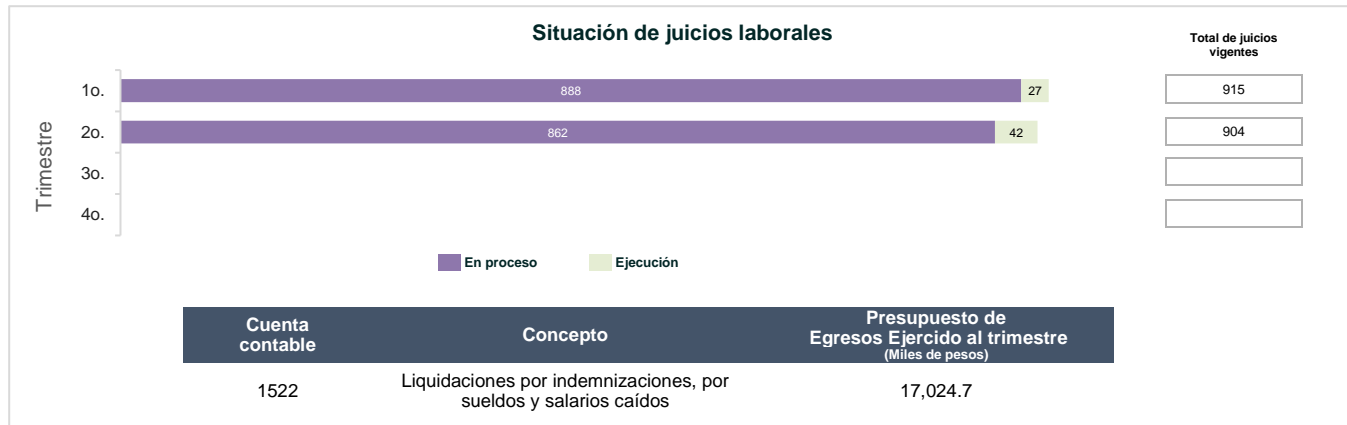 Situación de juicios laborales
Total de juicios
vigentes
Trimestre
1o.
888
27
915
2o.
862
42
904
3o.
4o.
En proceso
Ejecución
Cuenta
contable
Concepto
Presupuesto de
Egresos Ejercido al trimestre
(Miles de pesos)
1522
Liquidaciones por indemnizaciones, por
sueldos y salarios caídos
17,024.7